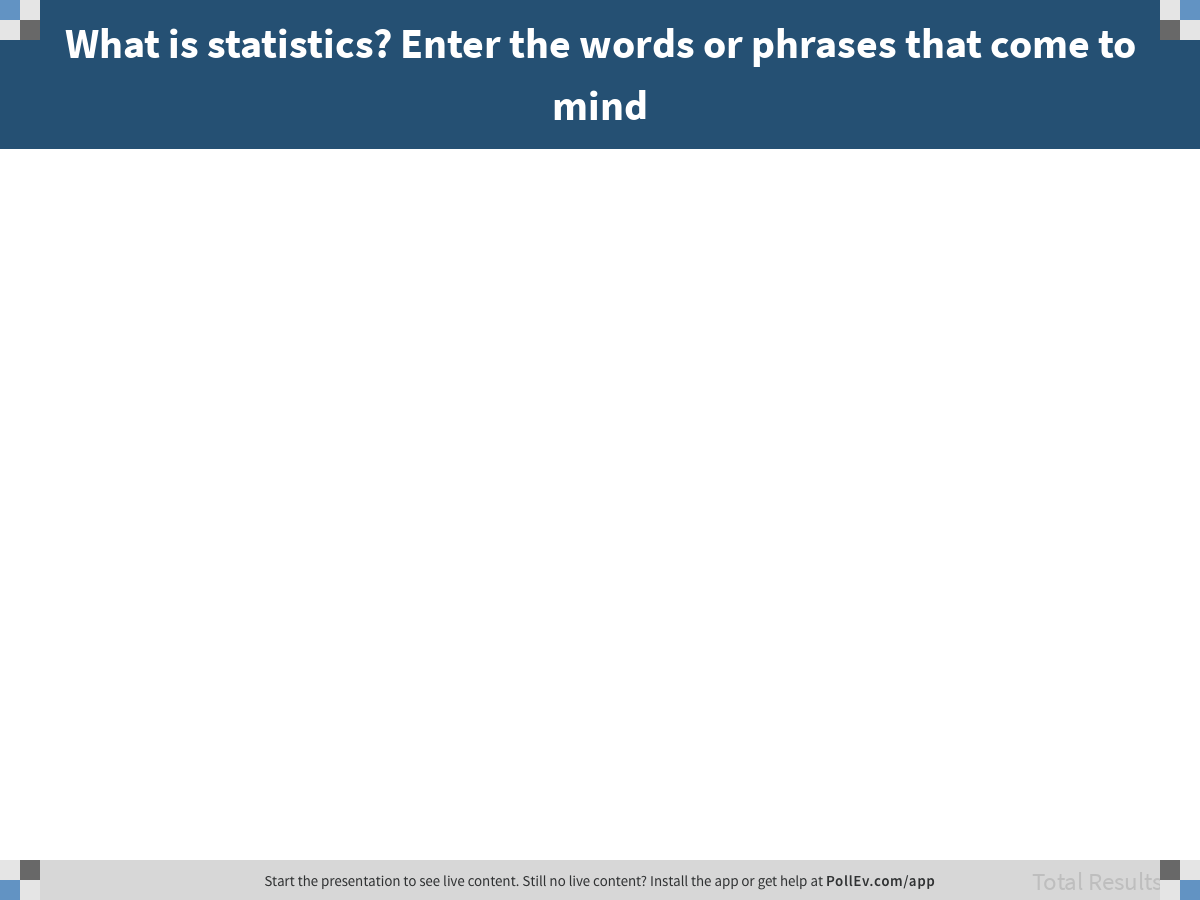 What is statistics? Enter the words or phrases that come to
mind
Start the presentation to see live content. Still no live content? Install the app or get help at PollEv.com/app
Total Results